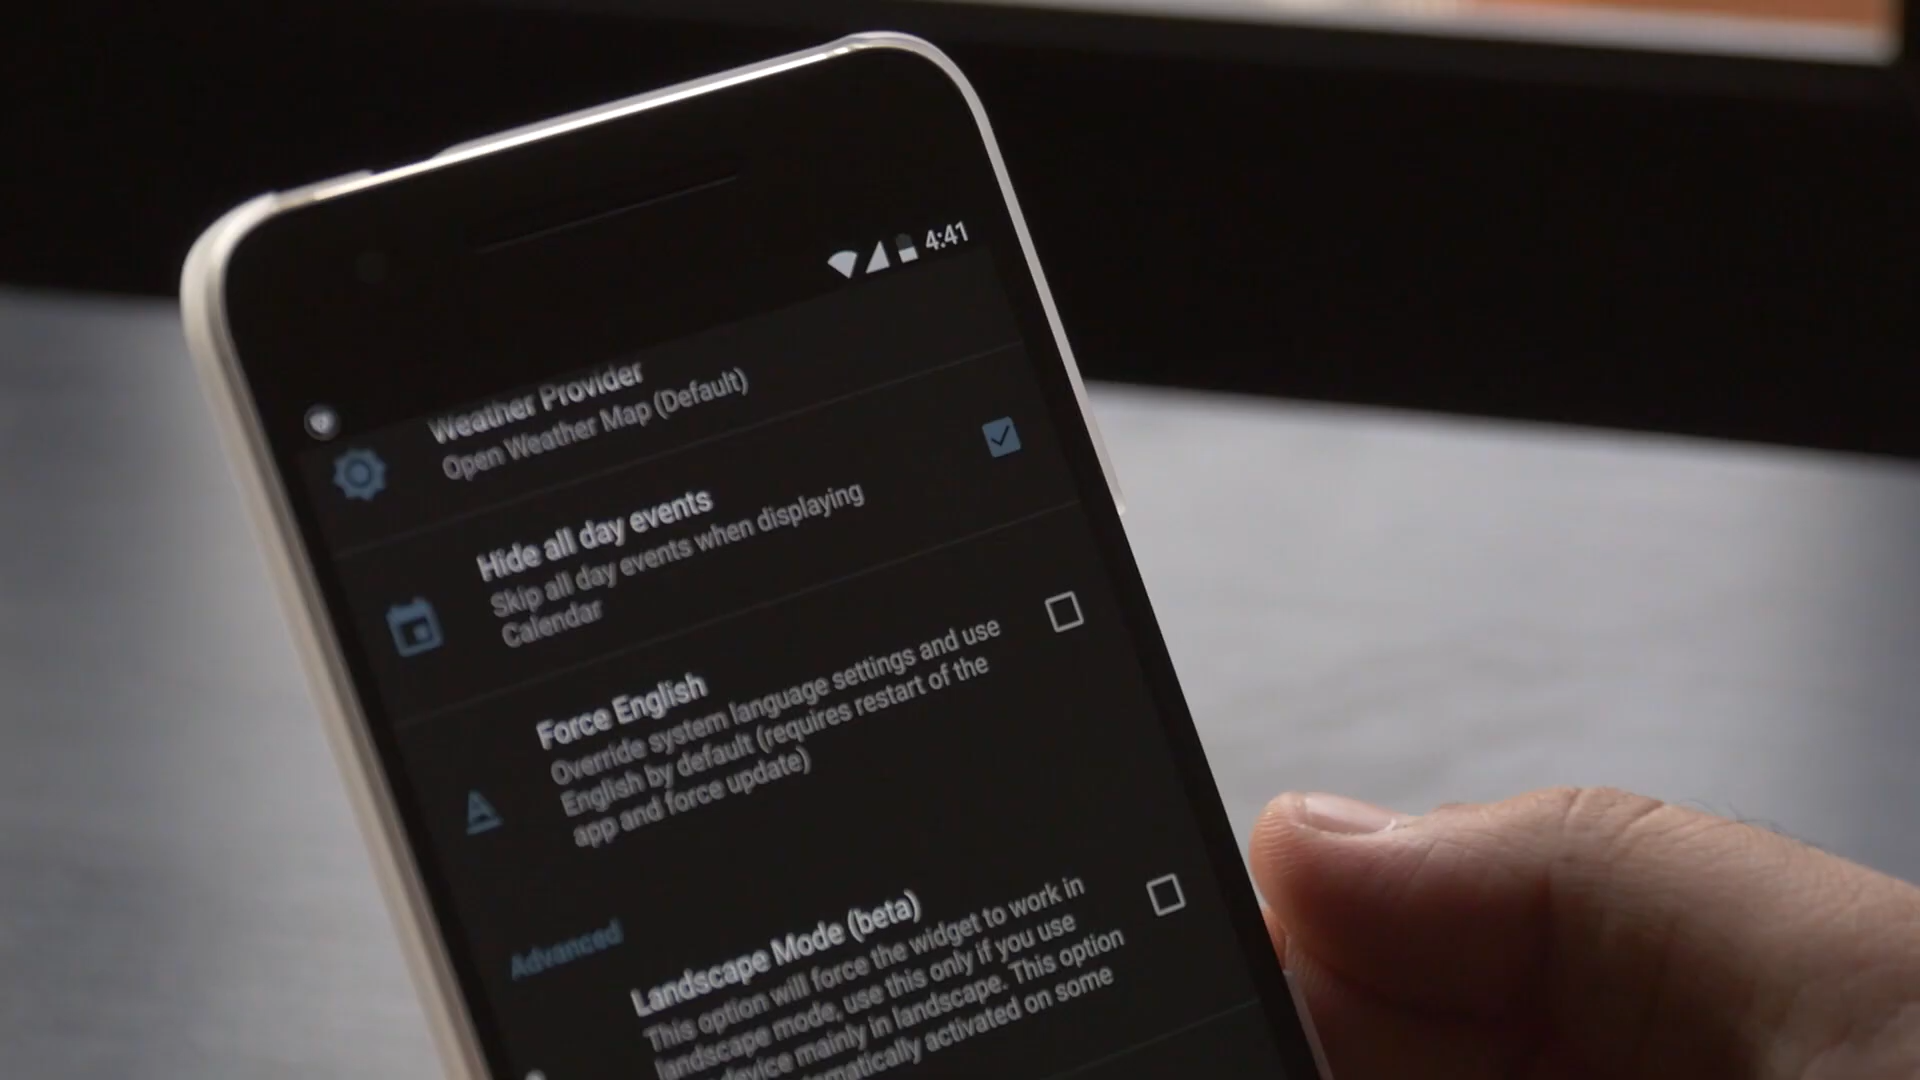 4:41
Weather Provider
Open Weather Map (Default)
Hide all day events
Skip all day events when displaying
Calendar
Force English
Override system language settings and use
English by default (requires restart of the
app and force update)
Advanced
Landscape Mode (beta)
This option will force the widget to work in
landscape mode, use this only if you use
device mainly in landscape. This option
activated on some